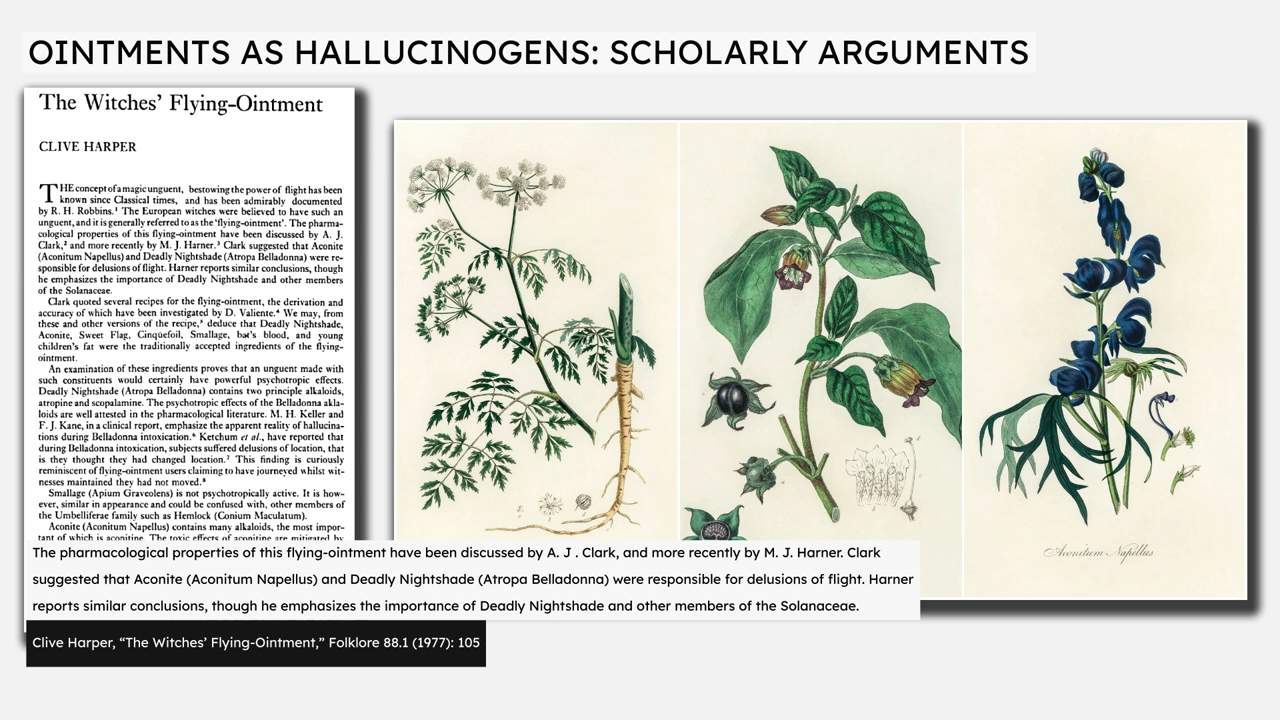 OINTMENTS AS HALLUCINOGENS: SCHOLARLY ARGUMENTS
The Witches' Flying-Ointment
CLIVE HARPER
THE concept of a magic unguent, bestowing the power of flight has been
known since Classical times, and has been admirably documented
by R. H. Robbins.¹ The European witches were believed to have such an
unguent, and it is generally referred to as the 'flying-ointment'. The pharma-
cological properties of this flying-ointment have been discussed by A. J.
Clark,² and more recently by M. J. Harner.³ Clark suggested that Aconite
(Aconitum Napellus) and Deadly Nightshade (Atropa Belladonna) were re-
sponsible for delusions of flight. Harner reports similar conclusions, though
he emphasizes the importance of Deadly Nightshade and other members
of the Solanaceae.
Clark quoted several recipes for the flying-ointment, the derivation and
accuracy of which have been investigated by D. Valiente.⁴ We may, from
these and other versions of the recipe,⁵ deduce that Deadly Nightshade,
Aconite, Sweet Flag, Cinquefoil, Smallage, bat's blood, and young
children's fat were the traditionally accepted ingredients of the flying-
ointment.
An examination of these ingredients proves that an unguent made with
such constituents would certainly have powerful psychotropic effects.
Deadly Nightshade (Atropa Belladonna) contains two principle alkaloids,
atropine and scopalamine. The psychotropic effects of the Belladonna akla-
loids are well attested in the pharmacological literature. M. H. Keller and
F. J. Kane, in a clinical report, emphasize the apparent reality of hallucina-
tions during Belladonna intoxication.⁶ Ketchum et al., have reported that
during Belladonna intoxication, subjects suffered delusions of location, that
is they thought they had changed location.⁷ This finding is curiously
reminiscent of flying-ointment users claiming to have journeyed whilst wit-
nesses maintained they had not moved.⁸
Smallage (Apium Graveolens) is not psychotropically active. It is how-
ever, similar in appearance and could be confused with, other members of
the Umbelliferae family such as Hemlock (Conium Maculatum).
Aconite (Aconitum Napellus) contains many alkaloids, the most impor-
tant of which is aconitine. The toxic effects of aconitine are mitigated by
Aconitum Napellus
The pharmacological properties of this flying-ointment have been discussed by A. J . Clark, and more recently by M. J. Harner. Clark
suggested that Aconite (Aconitum Napellus) and Deadly Nightshade (Atropa Belladonna) were responsible for delusions of flight. Harner
reports similar conclusions, though he emphasizes the importance of Deadly Nightshade and other members of the Solanaceae.
Clive Harper, “The Witches’ Flying-Ointment,” Folklore 88.1 (1977): 105